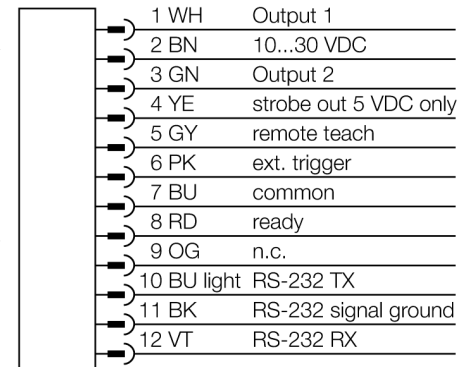 1 WH Output 1
2 BN 10...30 VDC
3 GN Output 2
4 YE strobe out 5 VDC only
5 GY remote teach
6 PK ext. trigger
7 BU common
8 RD ready
9 OG n.c.
10 BU light RS-232 TX
11 BK RS-232 signal ground
12 VT RS-232 RX